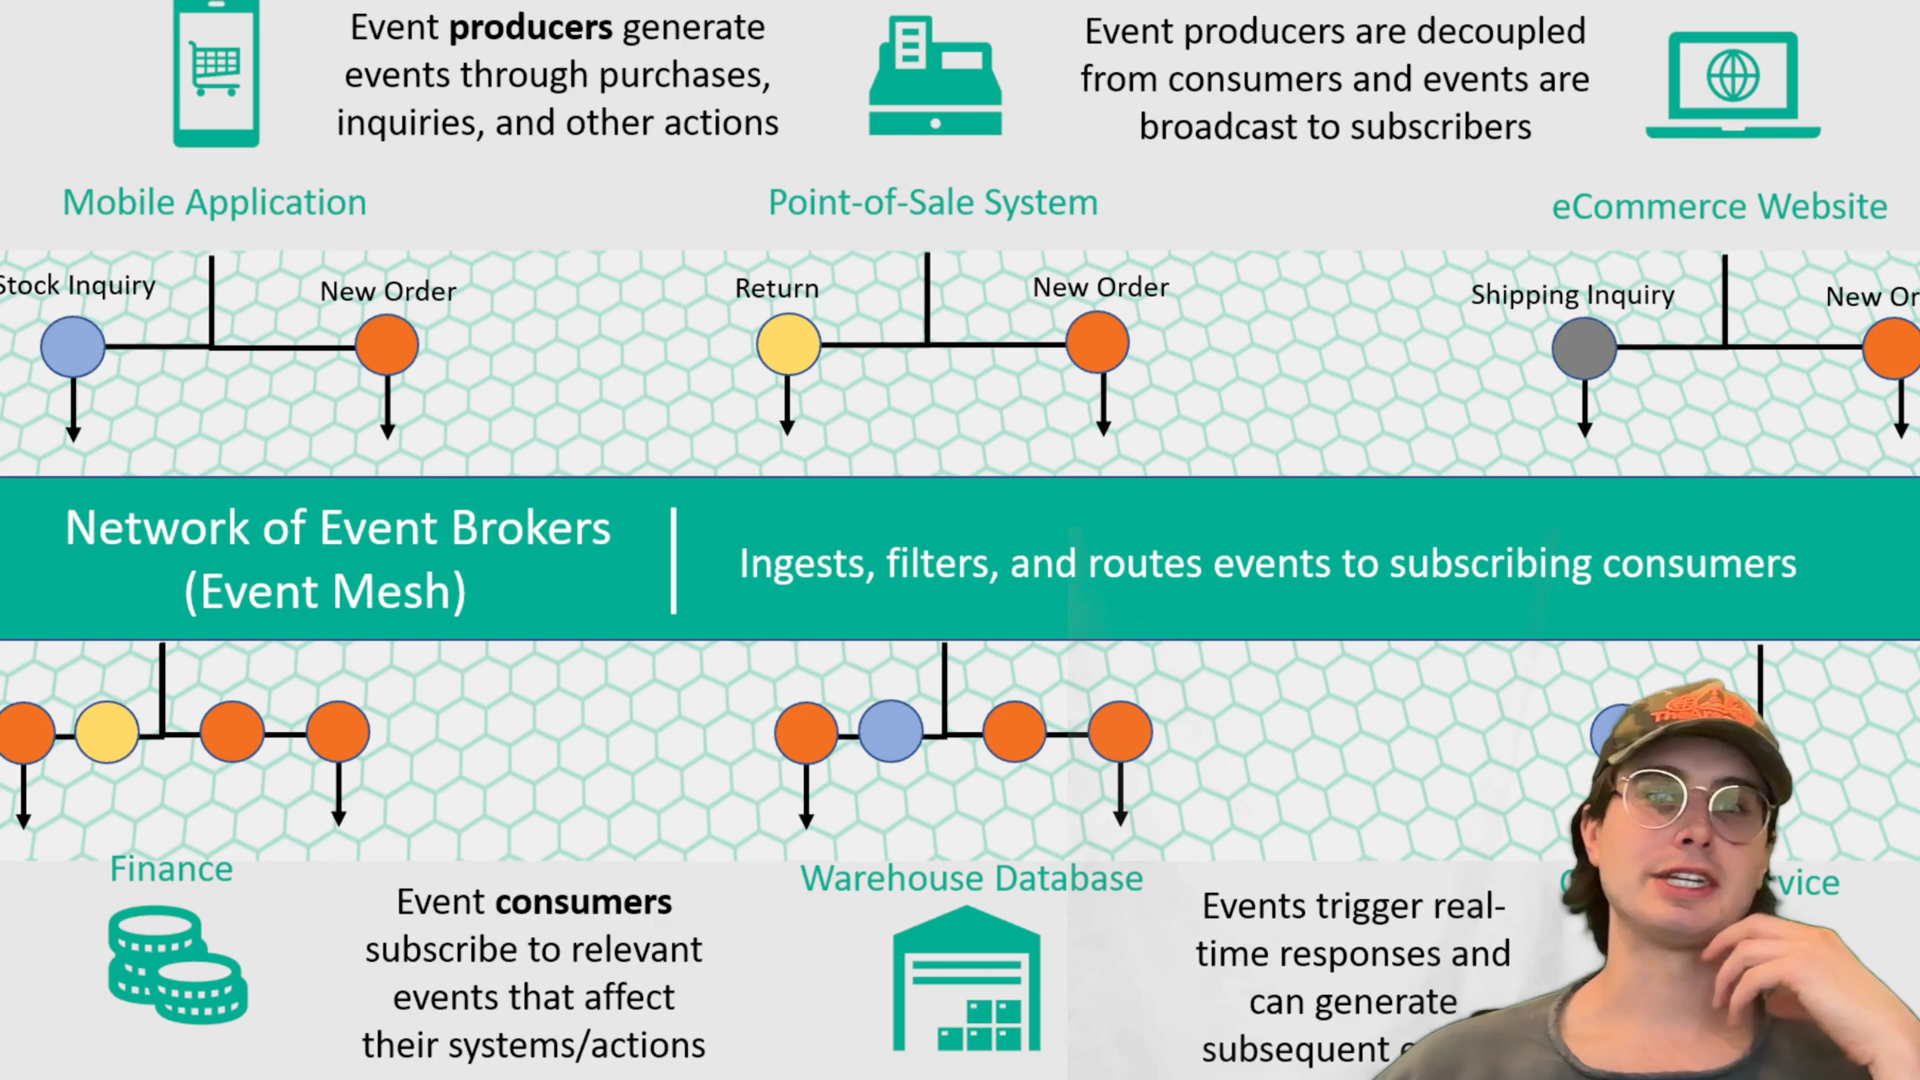 Event producers generate
events through purchases,
inquiries, and other actions
Event producers are decoupled
from consumers and events are
broadcast to subscribers
Mobile Application
Point-of-Sale System
eCommerce Website
Stock Inquiry
New Order
Return
New Order
Shipping Inquiry
New Or
Network of Event Brokers
(Event Mesh)
Ingests, filters, and routes events to subscribing consumers
Finance
Warehouse Database
vice
Event consumers
subscribe to relevant
events that affect
their systems/actions
Events trigger real-
time responses and
can generate
subsequent